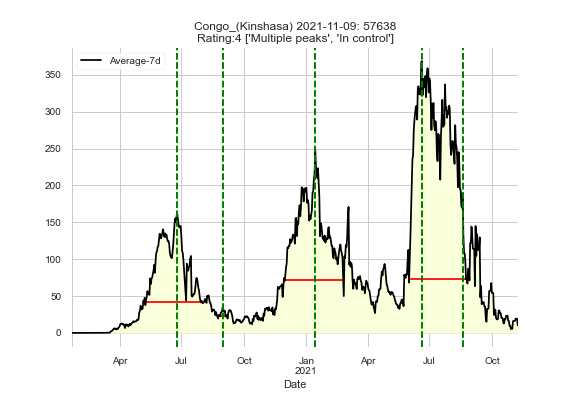 Congo_(Kinshasa) 2021-11-09: 57638
Rating:4 ['Multiple peaks', 'In control']
Average-7d
350
300
250
200
150
100
50
0
Apr
Jul
Oct
Jan
2021
Apr
Jul
Oct
Date